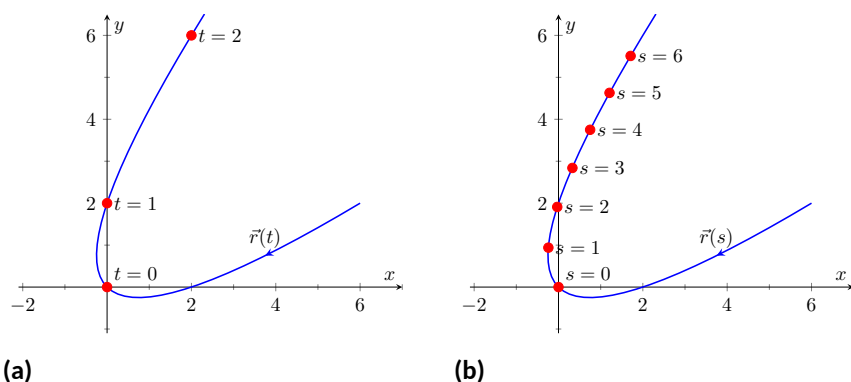 y
6
t = 2
4
2
t = 1
r⃗(t)
t = 0
x
−2
2
4
6
(a)
y
6
s = 6
s = 5
4
s = 4
s = 3
2
s = 2
r⃗(s)
s = 1
s = 0
x
−2
2
4
6
(b)